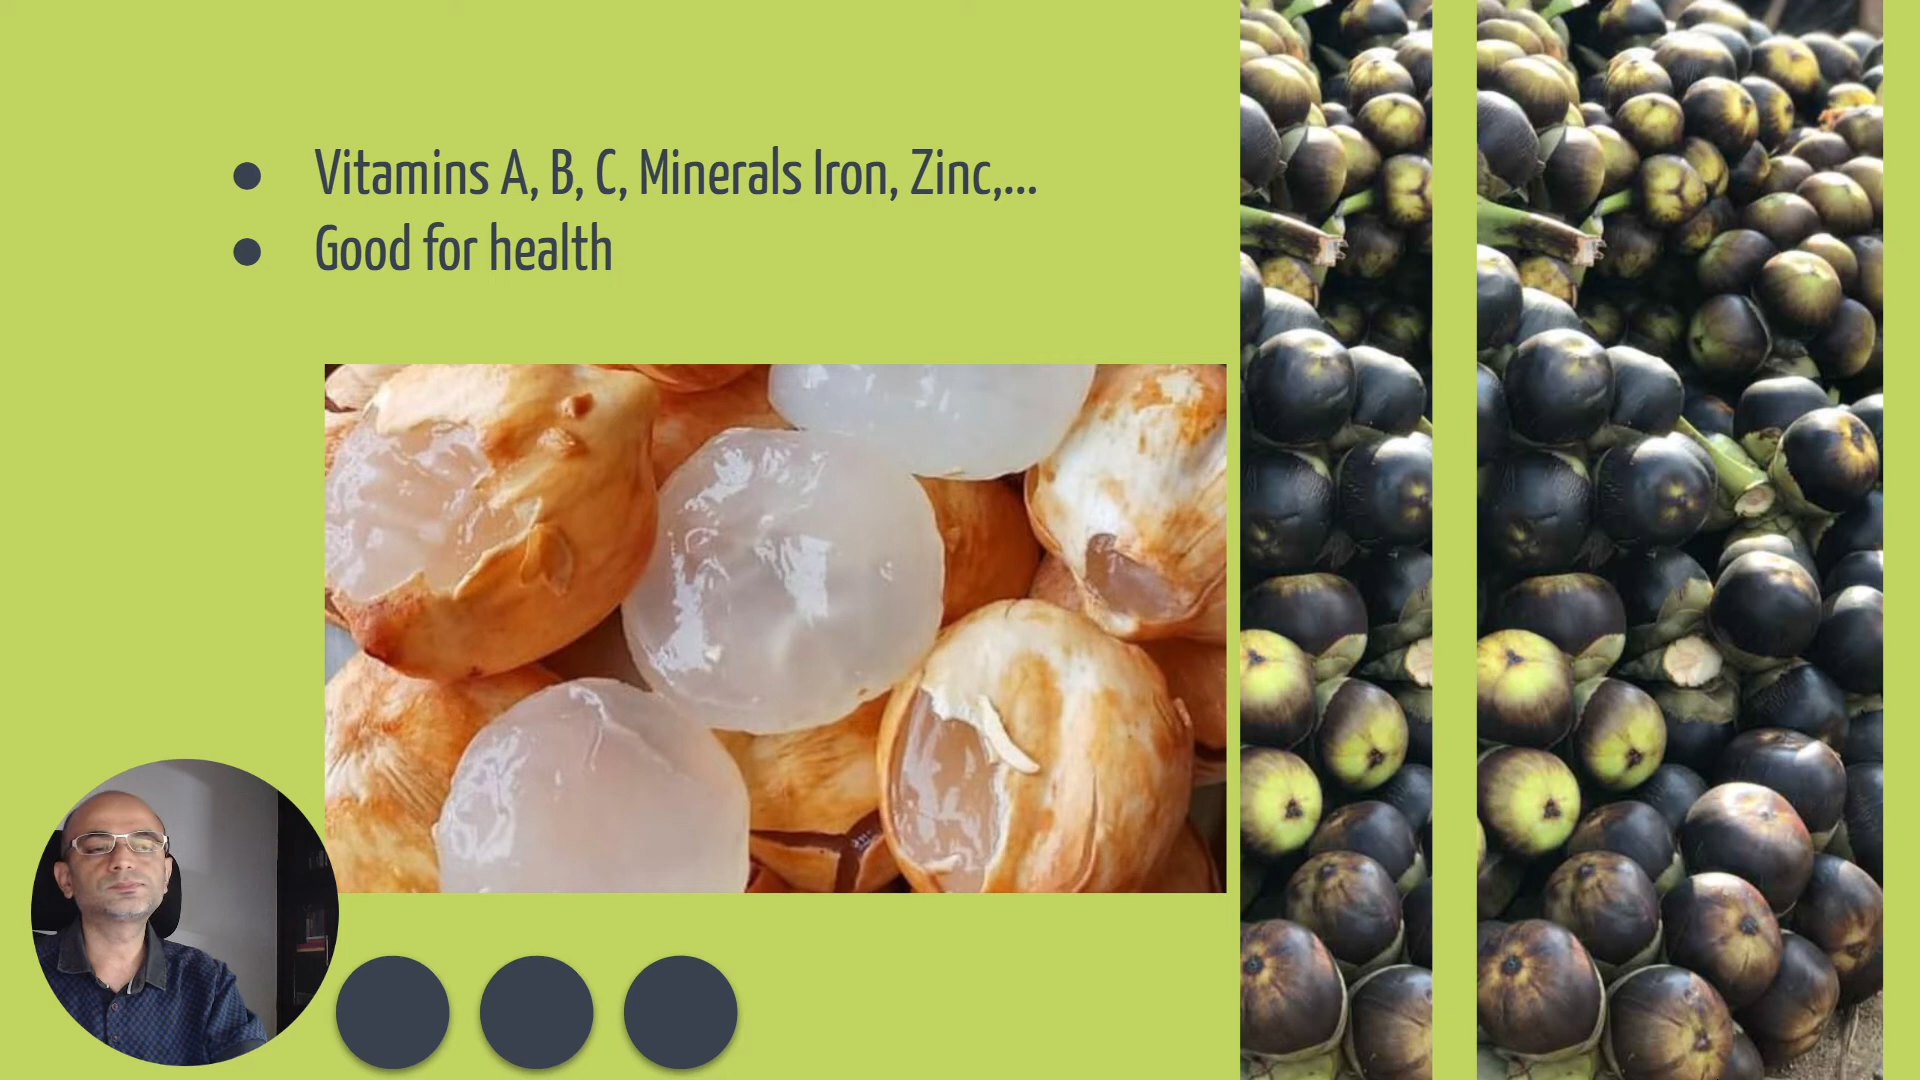 ● Vitamins A, B, C, Minerals Iron, Zinc,...
● Good for health